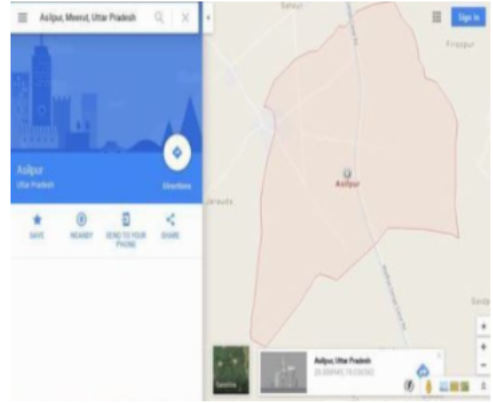 Asilpur, Meerut, Uttar Pradesh
Sign in
Firozpur
Asilpur
Uttar Pradesh
Directions
Jarauda
Asilpur
SAVE
NEARBY
SEND TO YOUR
PHONE
SHARE
Asilpur, Uttar Pradesh
Satellite